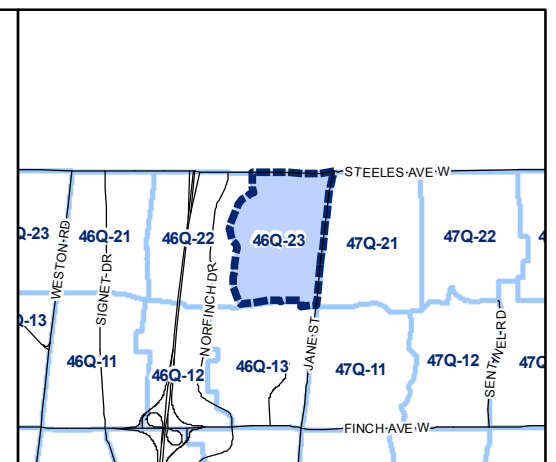 STEELES AVE W
Q-23
46Q-21
46Q-22
46Q-23
47Q-21
47Q-22
4
WESTON RD
SIGNET DR
NORFINCH DR
Q-13
46Q-11
46Q-12
46Q-13
JANE ST
47Q-11
47Q-12
SENTINEL RD
47Q
FINCH AVE W